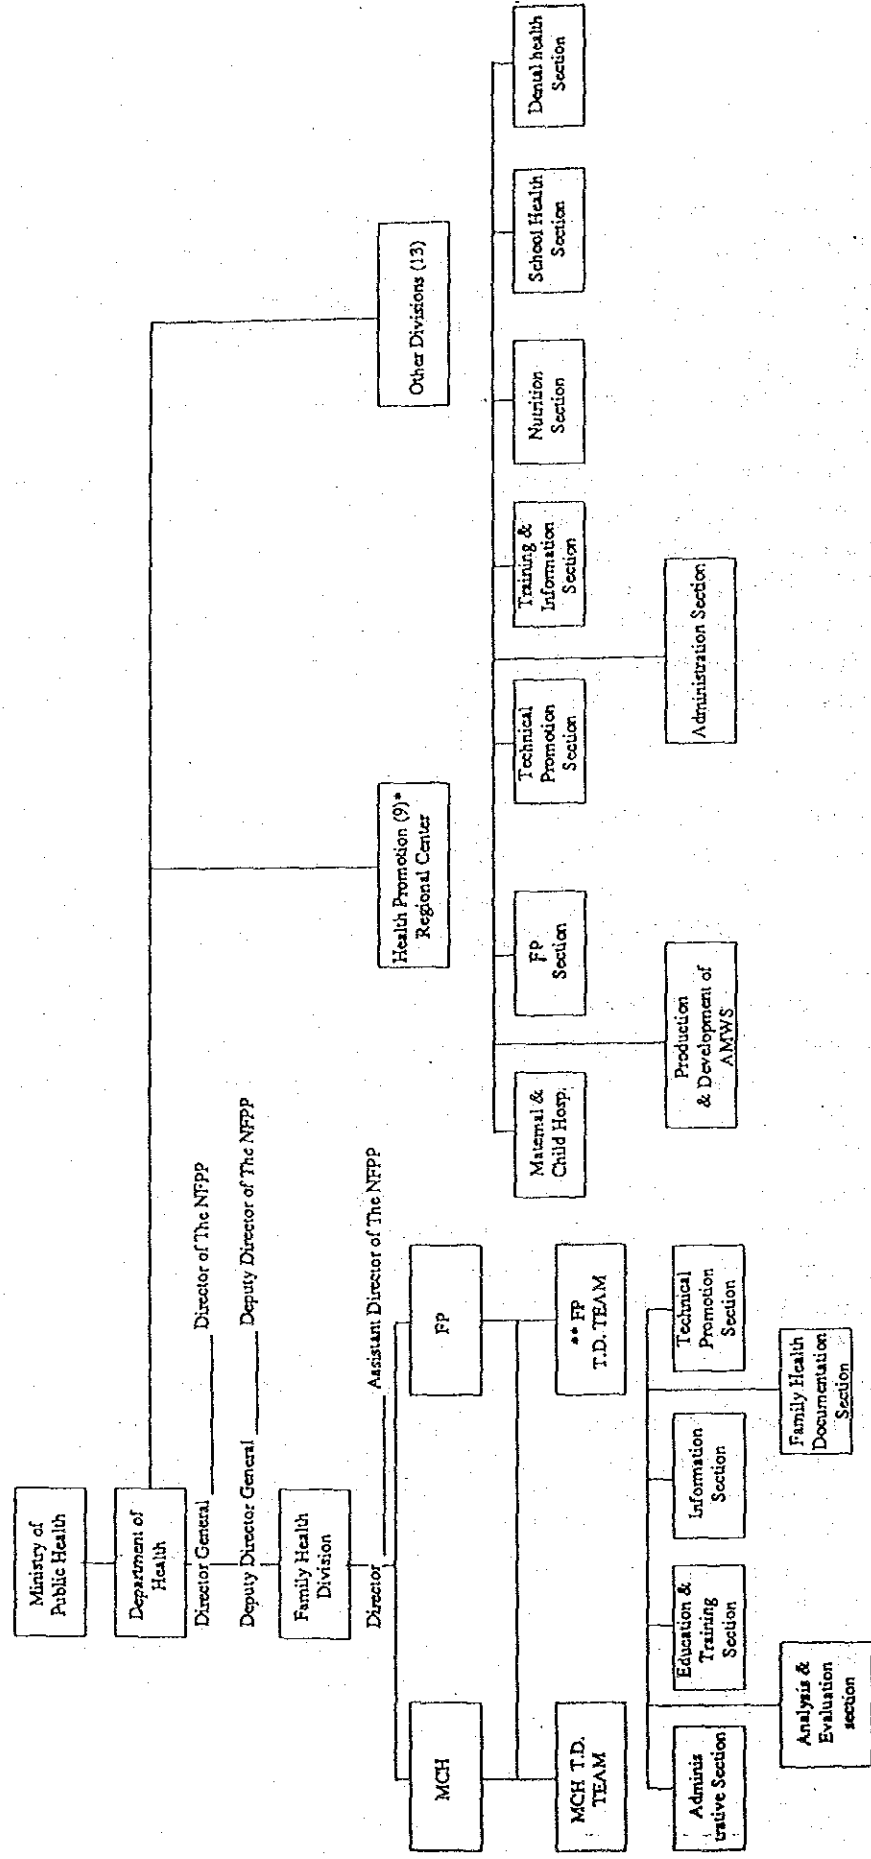 Ministry of
Public Health
Department of
Health
Director General
Director of The NFPP
Deputy Director General
Deputy Director of The NFPP
Family Health
Division
Director
Assistant Director of The NFPP
MCH
FP
MCH T.D.
TEAM
** FP
T.D. TEAM
Adminis
trative Section
Education &
Training
Section
Information
Section
Technical
Promotion
Section
Analysis &
Evaluation
section
Family Health
Documentation
Section
Health Promotion (9)*
Regional Center
Other Divisions (13)
Maternal &
Child Hosp.
FP
Section
Technical
Promotion
Section
Training &
Information
Section
Nutrition
Section
School Health
Section
Dental health
Section
Production
& Development of
AMWS
Administration Section